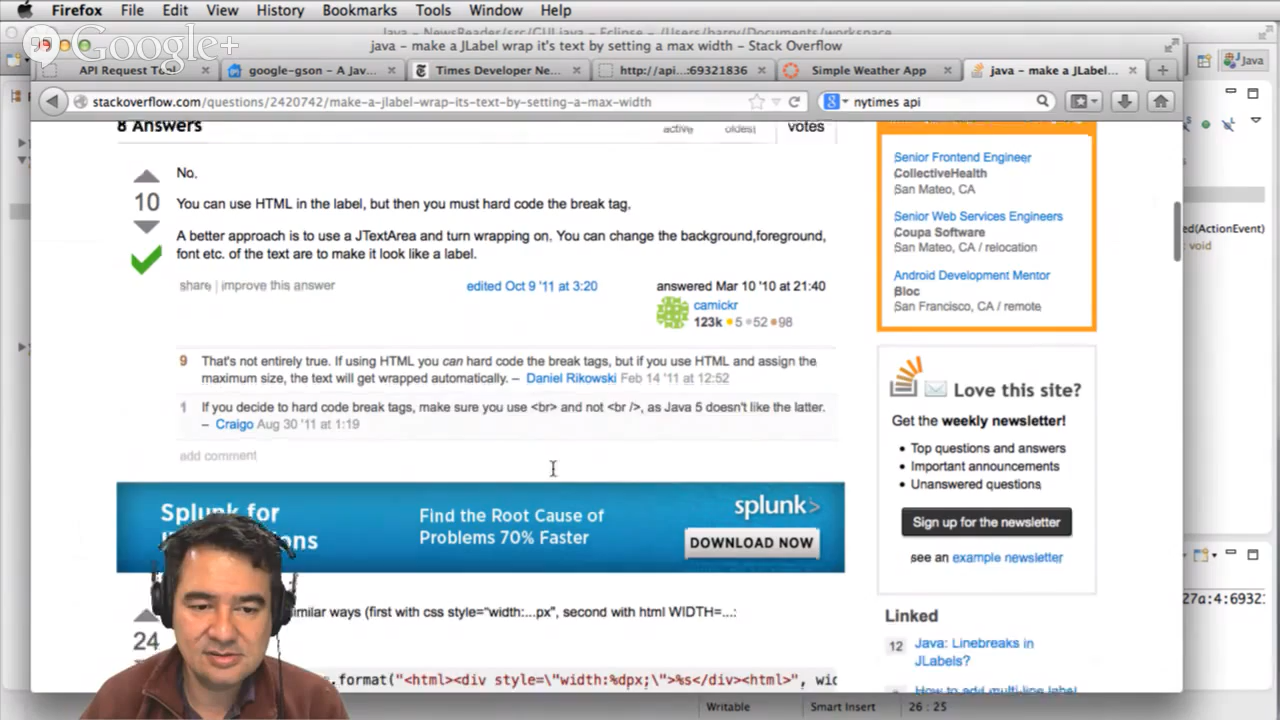 Firefox File Edit View History Bookmarks Tools Window Help
Google+
java – make a JLabel wrap it's text by setting a max width – Stack Overflow
API Request Tool
google-gson - A Jav...
Times Developer Ne...
http://api...:69321836
Simple Weather App
java – make a JLabel...
Java
stackoverflow.com/questions/2420742/make-a-jlabel-wrap-its-text-by-setting-a-max-width
nytimes api
8 Answers
active oldest votes
10
No.
You can use HTML in the label, but then you must hard code the break tag.
A better approach is to use a JTextArea and turn wrapping on. You can change the background,foreground,
font etc. of the text are to make it look like a label.
share | improve this answer
edited Oct 9 '11 at 3:20
answered Mar 10 '10 at 21:40
camickr
123k ●5 ●52 ●98
9 That's not entirely true. If using HTML you can hard code the break tags, but if you use HTML and assign the
maximum size, the text will get wrapped automatically. – Daniel Rikowski Feb 14 '11 at 12:52
1 If you decide to hard code break tags, make sure you use <br> and not <br />, as Java 5 doesn't like the latter.
– Craigo Aug 30 '11 at 1:19
add comment
Splunk for
Find the Root Cause of
Problems 70% Faster
splunk>
DOWNLOAD NOW
24
imilar ways (first with css style="width:...px", second with html WIDTH=...:
.format("<html><div style=\"width:%dpx;\">%s</div><html>", wid
Senior Frontend Engineer
CollectiveHealth
San Mateo, CA
Senior Web Services Engineers
Coupa Software
San Mateo, CA / relocation
Android Development Mentor
Bloc
San Francisco, CA / remote
Love this site?
Get the weekly newsletter!
• Top questions and answers
• Important announcements
• Unanswered questions
Sign up for the newsletter
see an example newsletter
Linked
12 Java: Linebreaks in
JLabels?
How to add multi-line label
ed(ActionEvent)
void
27a:4:6932
Writable Smart Insert 26 : 25